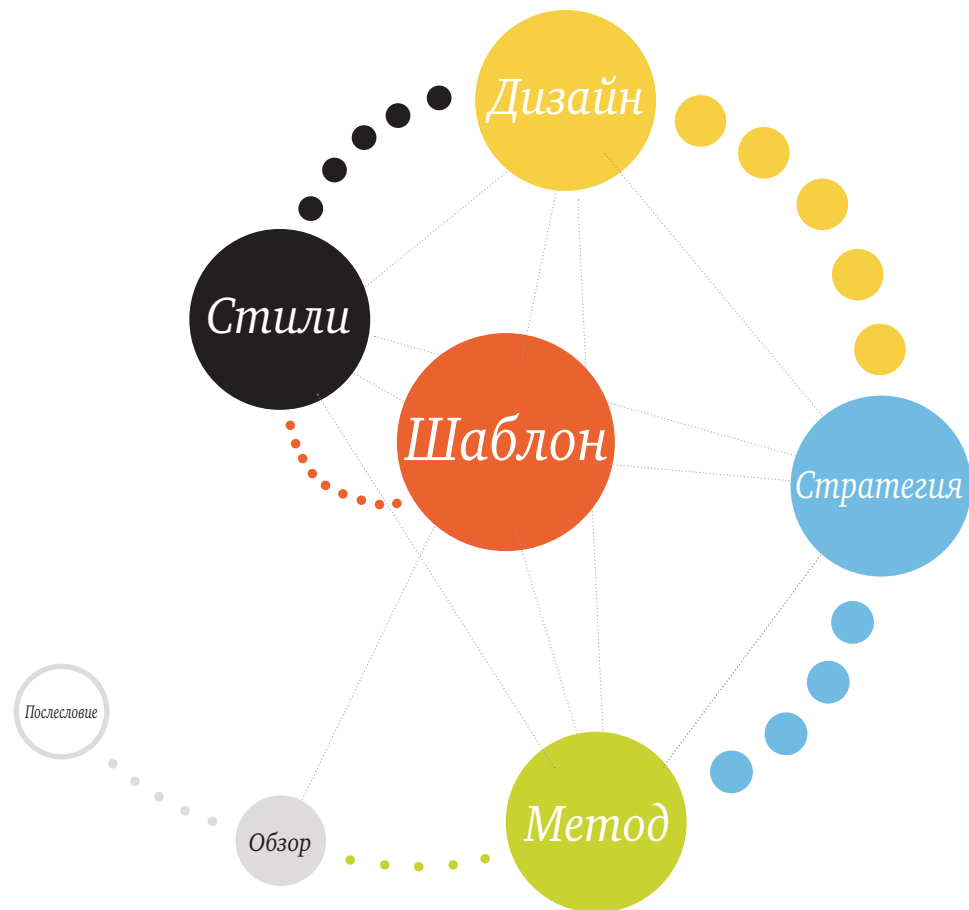 Дизайн
Стили
Шаблон
Стратегия
Послесловие
Метод
Обзор